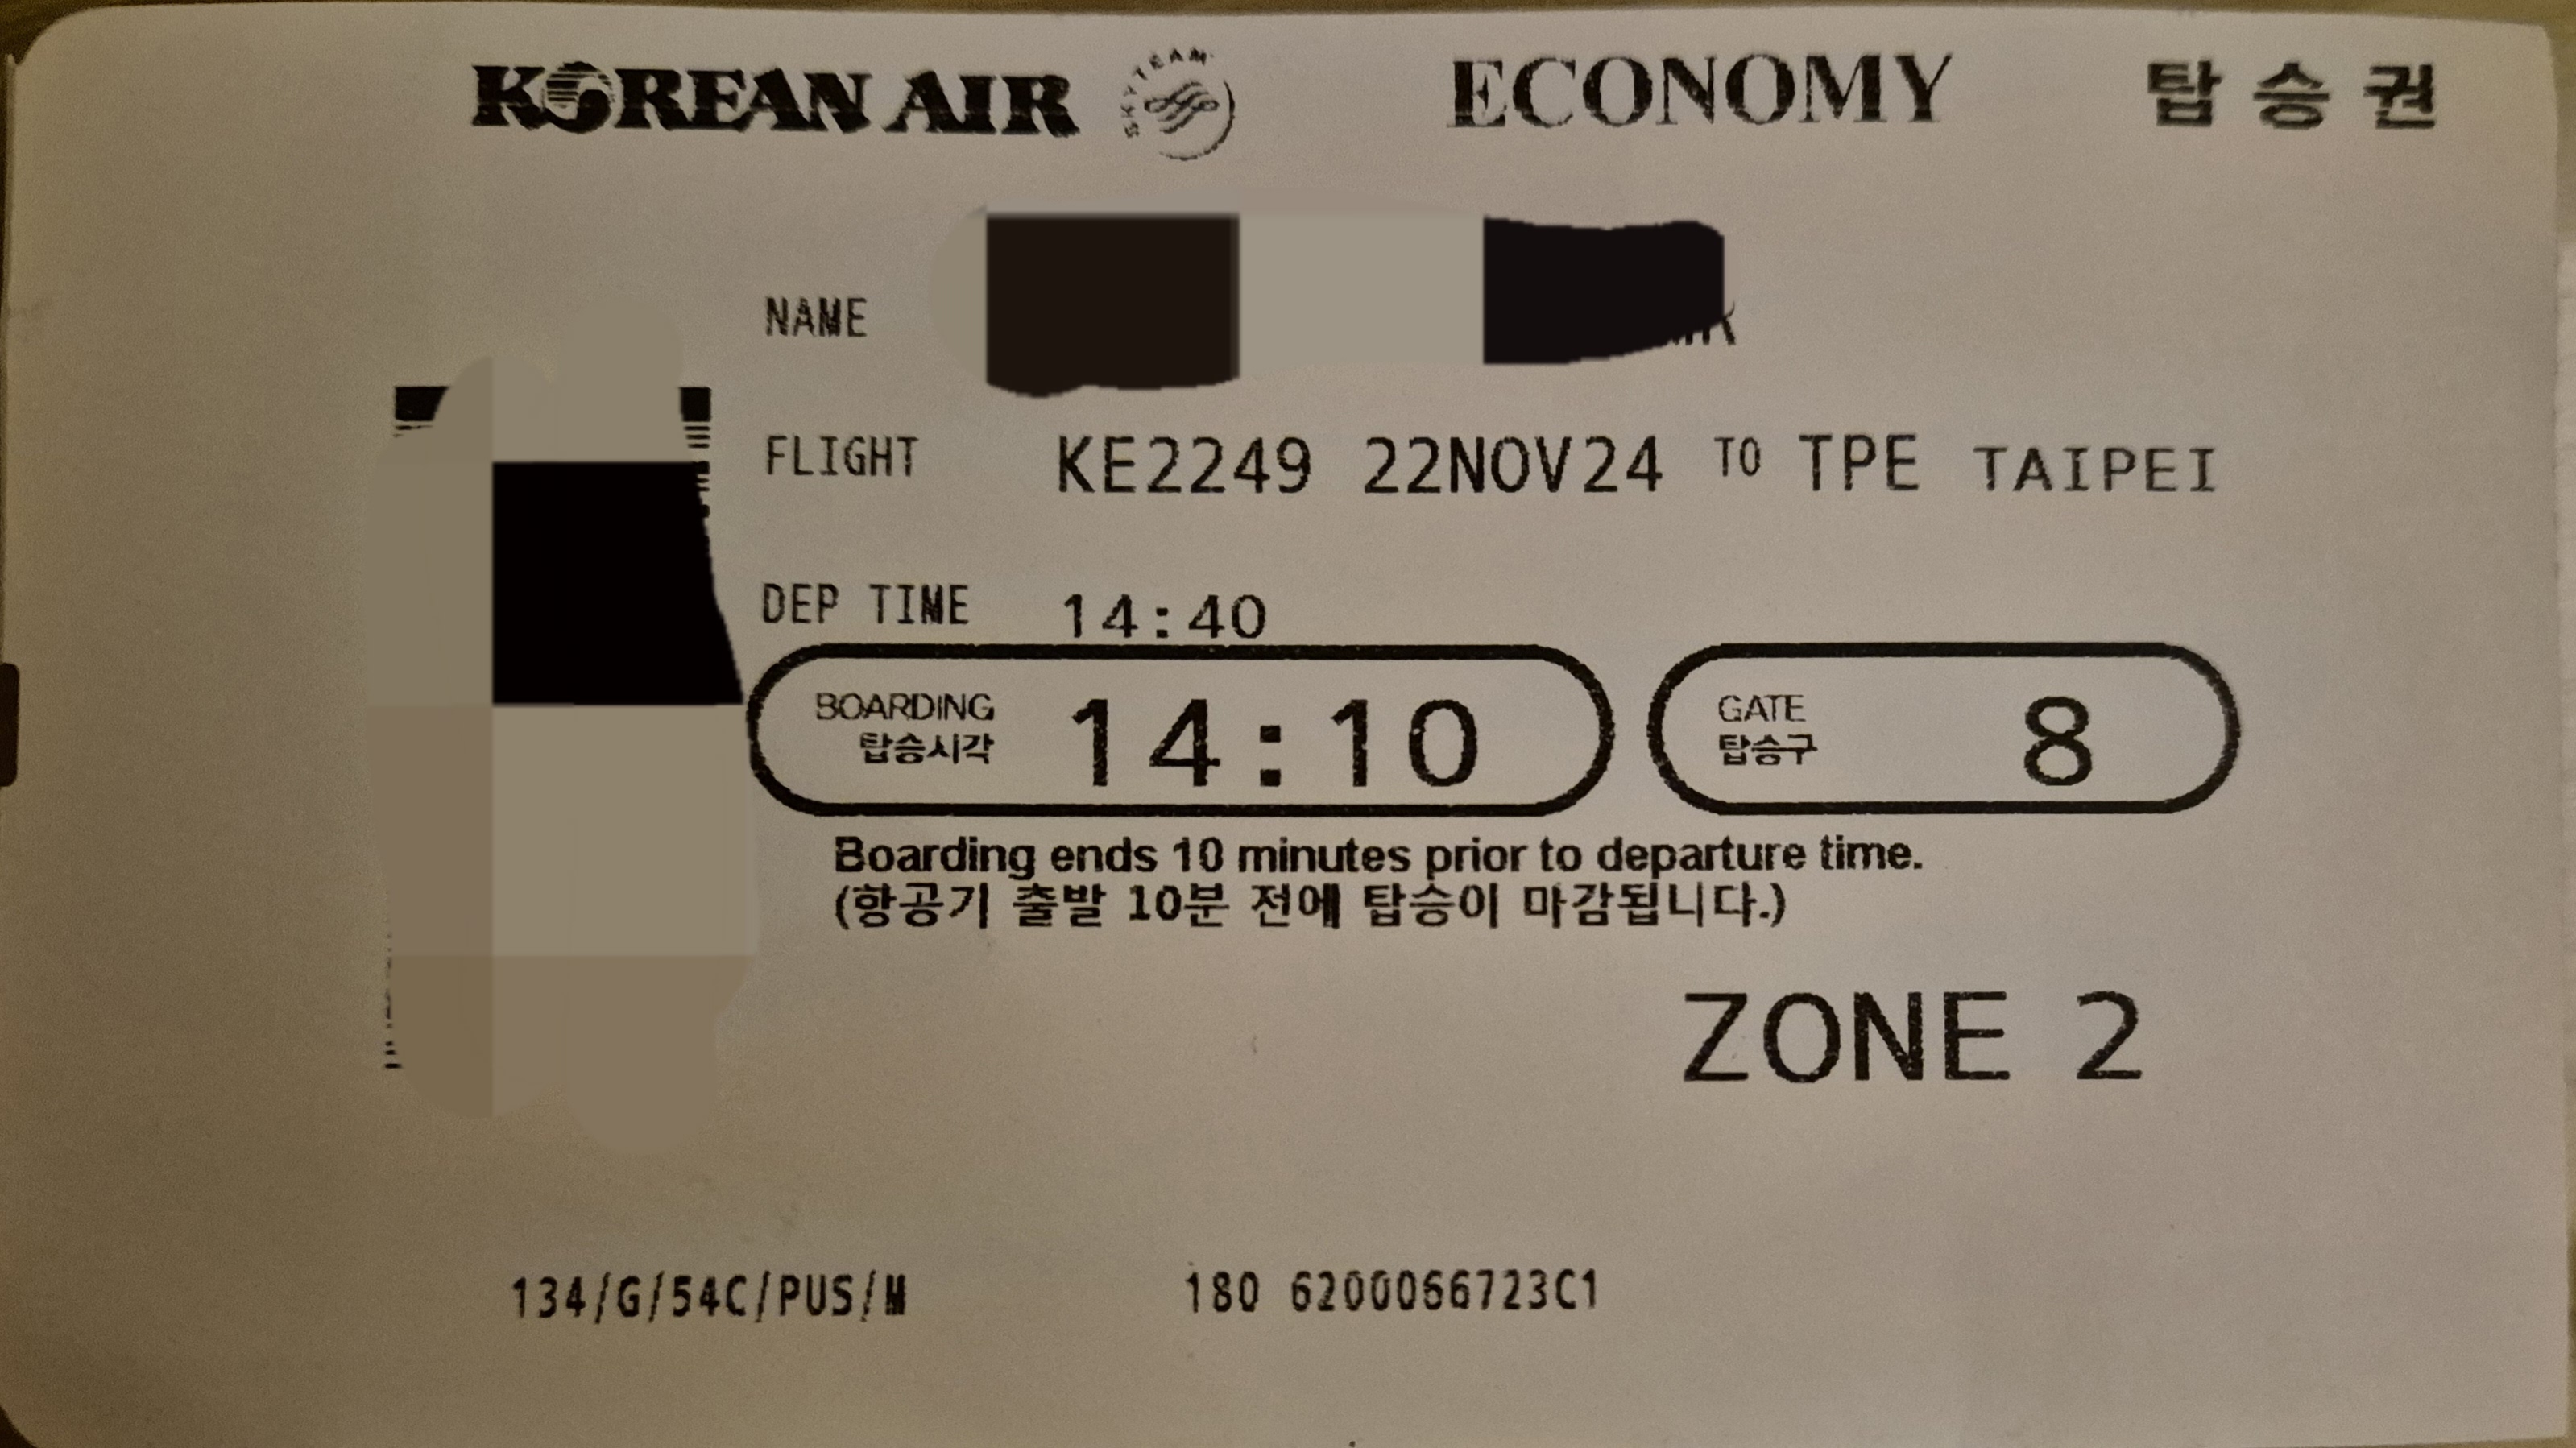 KOREAN AIR SKYTEAM ECONOMY 탑승권
NAME
FLIGHT KE2249 22NOV24 TO TPE TAIPEI
DEP TIME 14:40
BOARDING 14:10 GATE 8
탑승시각 탑승구
Boarding ends 10 minutes prior to departure time.
(항공기 출발 10분 전에 탑승이 마감됩니다.)
ZONE 2
134/G/54C/PUS/M 180 6200066723C1